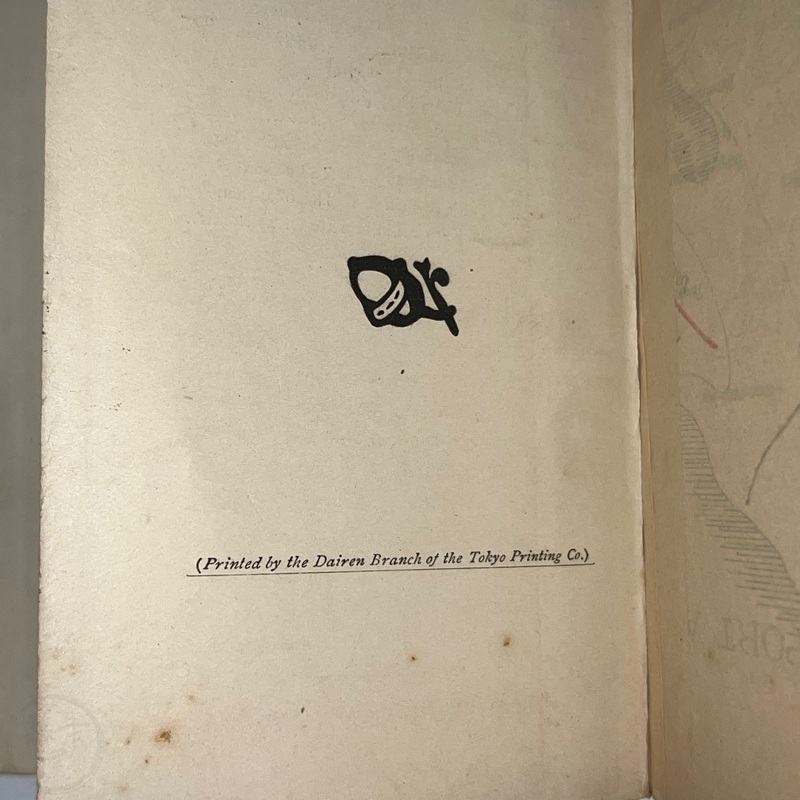 (Printed by the Dairen Branch of the Tokyo Printing Co.)